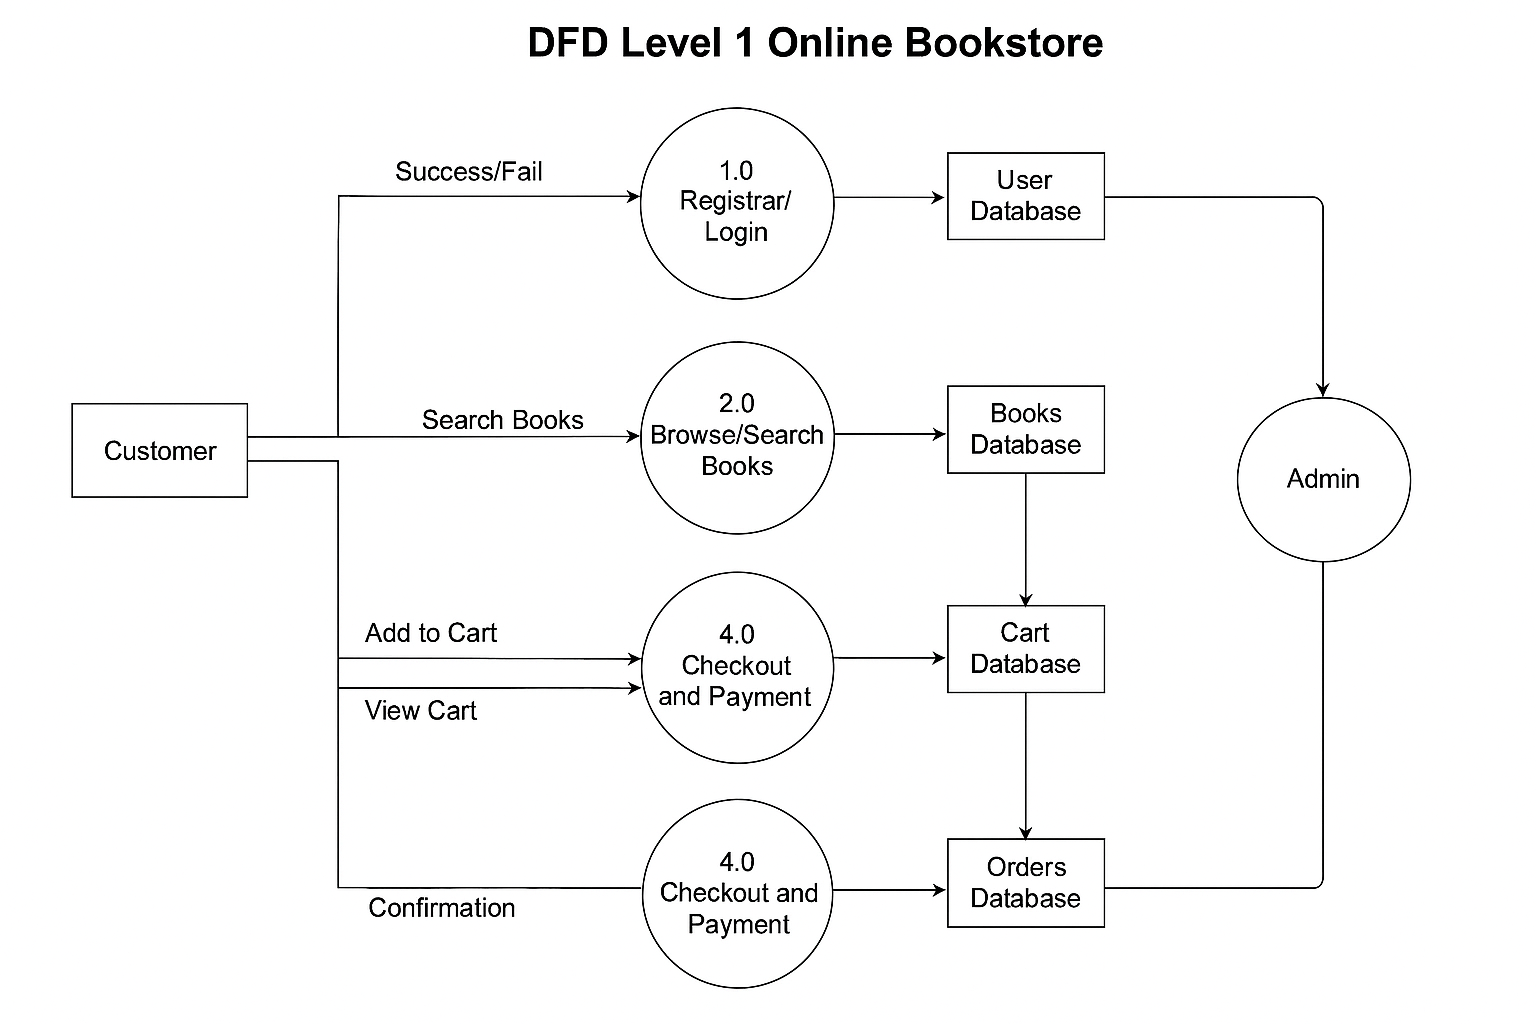 DFD Level 1 Online Bookstore
Success/Fail
1.0
Registrar/
Login
User
Database
Customer
Search Books
2.0
Browse/Search
Books
Books
Database
Admin
Add to Cart
View Cart
4.0
Checkout
and Payment
Cart
Database
Confirmation
4.0
Checkout and
Payment
Orders
Database